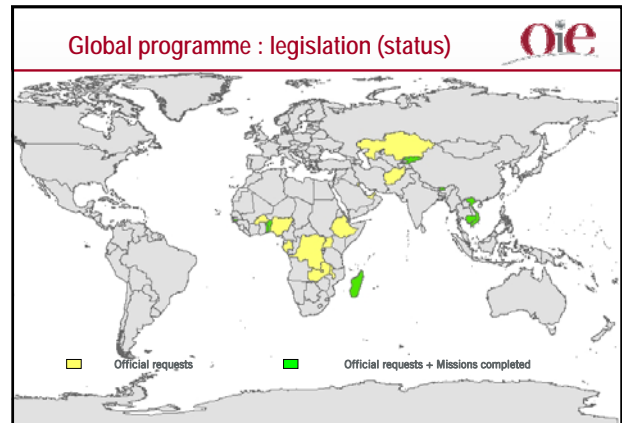 Global programme : legislation (status)
Oie
Official requests
Official requests + Missions completed